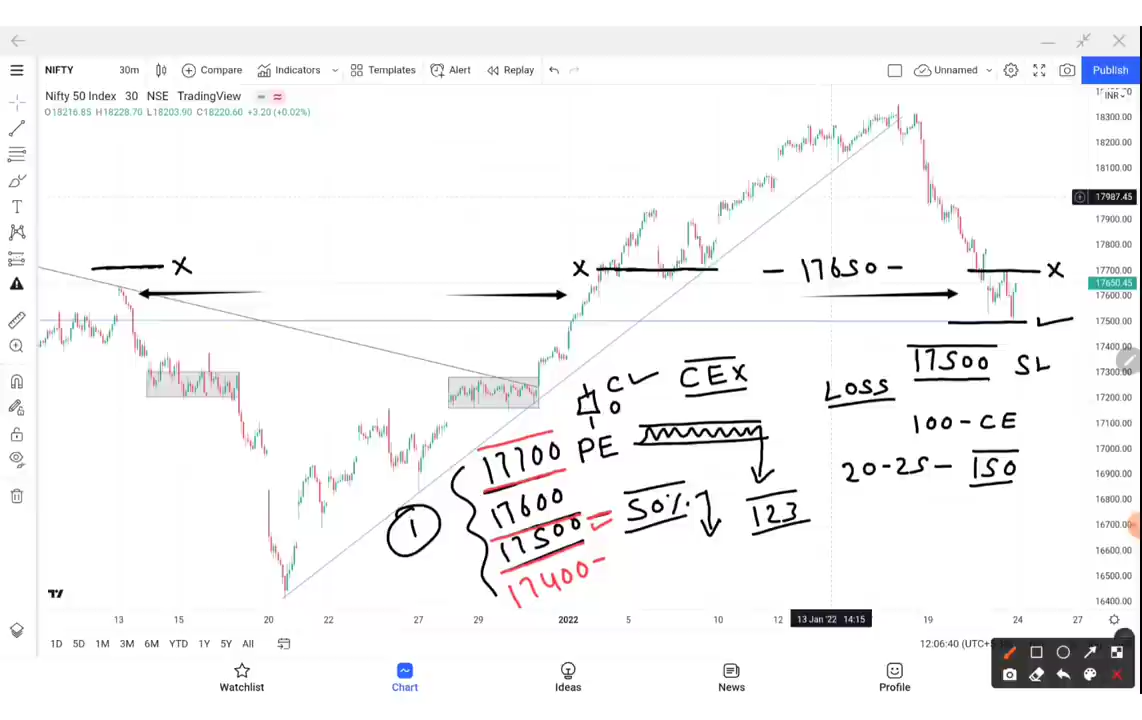 NIFTY 30m Compare Indicators Templates Alert Replay Unnamed Publish
Nifty 50 Index 30 NSE TradingView
O18216.85 H18228.70 L18203.90 C18220.60 +3.20 (+0.02%)
INR
18300.00
18200.00
18100.00
17987.45
17900.00
17800.00
17700.00
17650.45
17600.00
17500.00
17400.00
17300.00
17200.00
17100.00
17000.00
16900.00
16800.00
16700.00
16600.00
16500.00
16400.00
X
X - 17650 - X
17500 SL
LOSS
100-CE
20-25- 150
C
O
CEX
17700 PE
17600
17500 = 50% 123
17400-
1
13 15 20 22 27 29 2022 5 10 12 13 Jan '22 14:15 19 24 27
1D 5D 1M 3M 6M YTD 1Y 5Y All
12:06:40 (UTC+5
Watchlist Chart Ideas News Profile